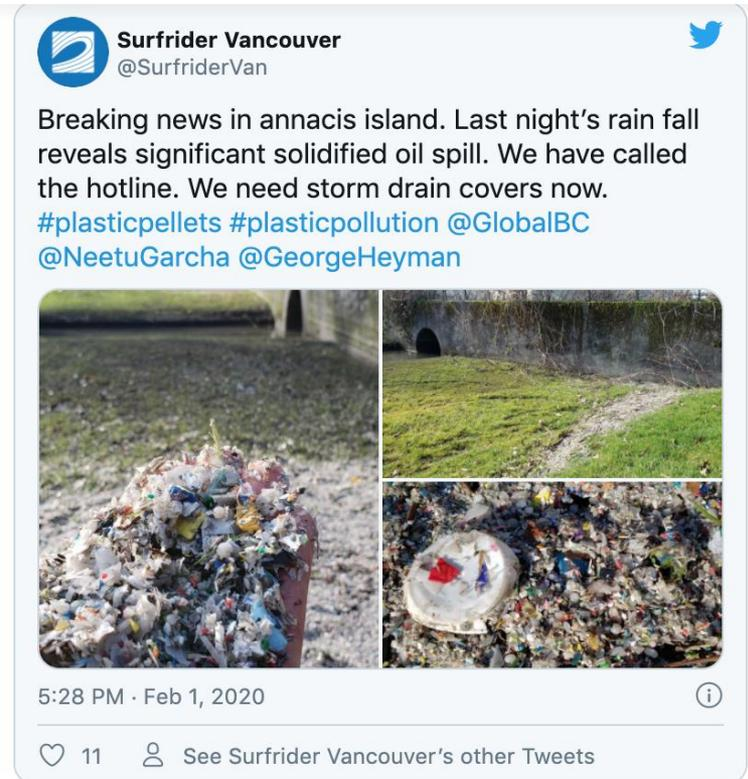 Surfrider Vancouver
@SurfriderVan
Breaking news in annacis island. Last night’s rain fall
reveals significant solidified oil spill. We have called
the hotline. We need storm drain covers now.
#plasticpellets #plasticpollution @GlobalBC
@NeetuGarcha @GeorgeHeyman
5:28 PM · Feb 1, 2020
11
See Surfrider Vancouver’s other Tweets